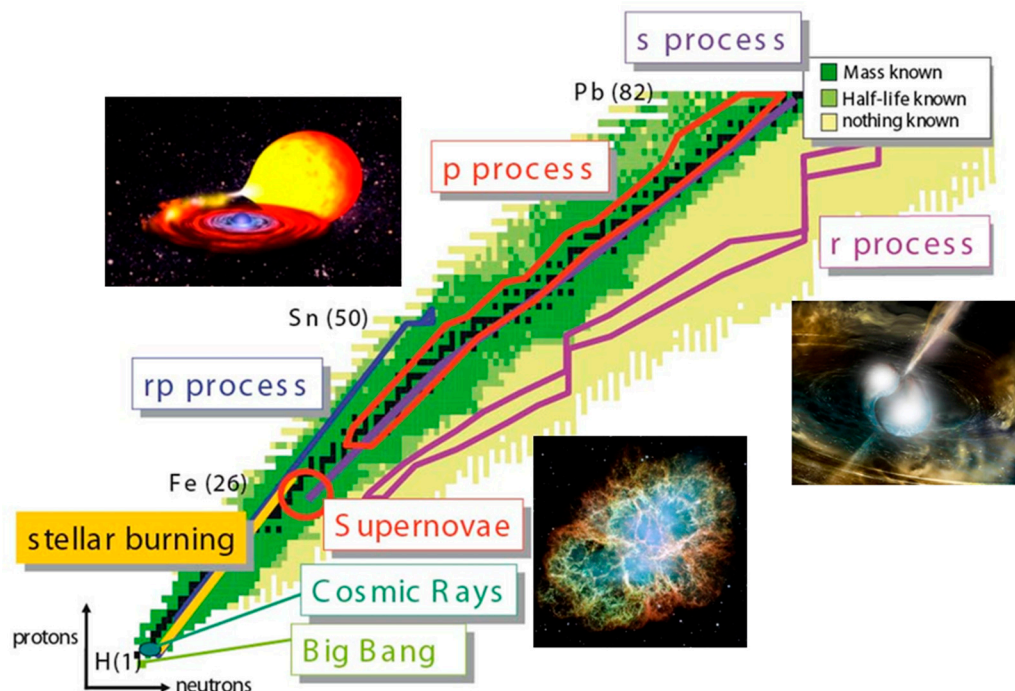 s process
Mass known
Half-life known
nothing known
Pb (82)
p process
r process
Sn (50)
rp process
Fe (26)
Supernovae
stellar burning
Cosmic Rays
protons
H(1)
Big Bang
neutrons